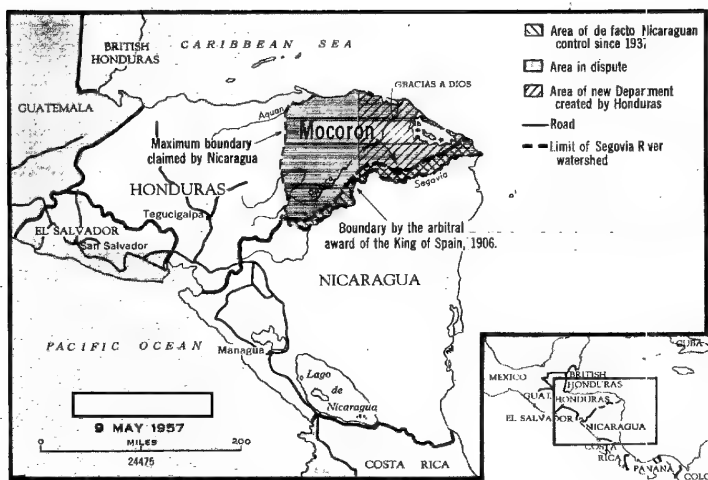 CARIBBEAN SEA
BRITISH
HONDURAS
GUATEMALA
Aguan
GRACIAS A DIOS
Maximum boundary
claimed by Nicaragua
Mocoron
HONDURAS
Tegucigalpa
Segovia
EL SALVADOR
San Salvador
Boundary by the arbitral
award of the King of Spain, 1906.
NICARAGUA
PACIFIC OCEAN
Managua
Lago
de
Nicaragua
COSTA RICA
9 MAY 1957
MILES
0 200
24475
Area of de facto Nicaraguan
control since 1937
Area in dispute
Area of new Department
created by Honduras
Road
Limit of Segovia River
watershed
CUBA
MEXICO
BRITISH
HONDURAS
GUAT.
HONDURAS
EL SALVADOR
NICARAGUA
COSTA
RICA
PANAMA
COLO